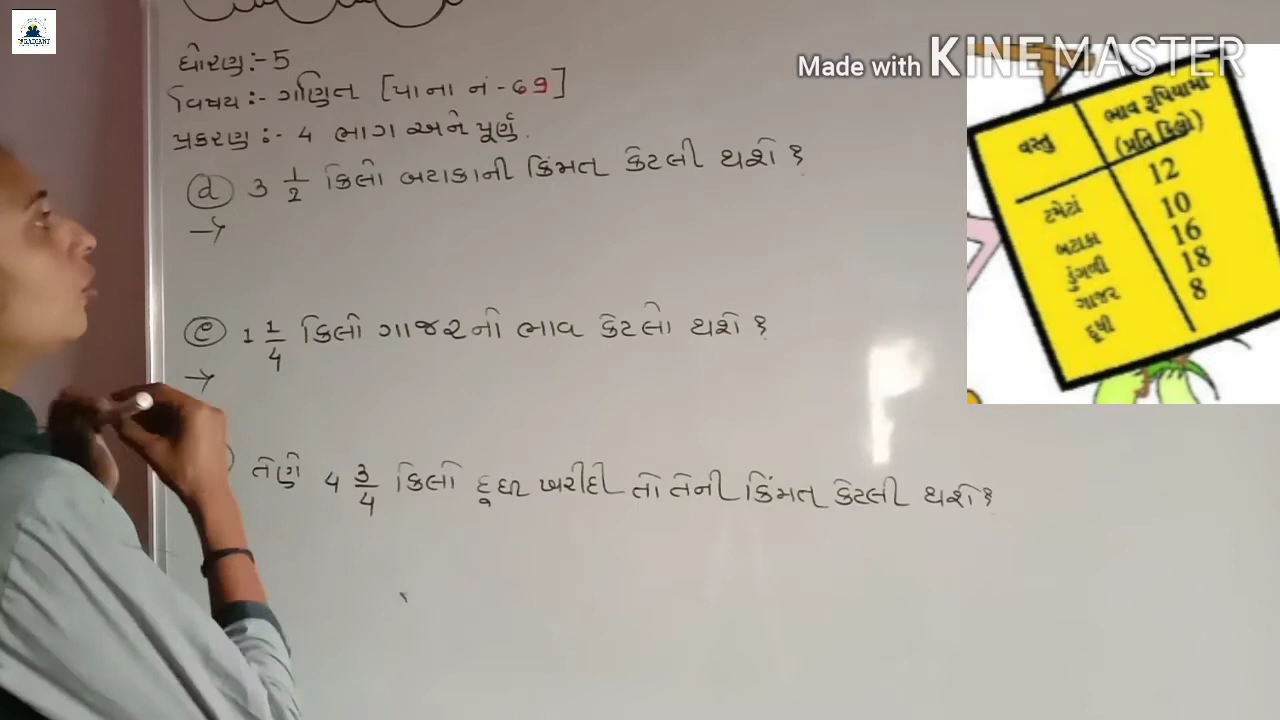 ધોરણ:-5
વિષય:- ગણિત [પાના નં-૬૭]
પ્રકરણ:- 4 ભાગ અને પૂર્ણ.
(d) 3 1/2 કિલો બટાકાની કિંમત કેટલી થશે?
→
(e) 1 1/4 કિલો ગાજરનો ભાવ કેટલો થશે?
→
તેણે 4 3/4 કિલો દૂધી ખરીદી તો તેની કિંમત કેટલી થશે?
Made with KINEMASTER
વસ્તુ ભાવ રૂપિયામાં (પ્રતિ કિલો)
ટમેટાં 12
બટાકા 10
ડુંગળી 16
ગાજર 18
દૂધી 8